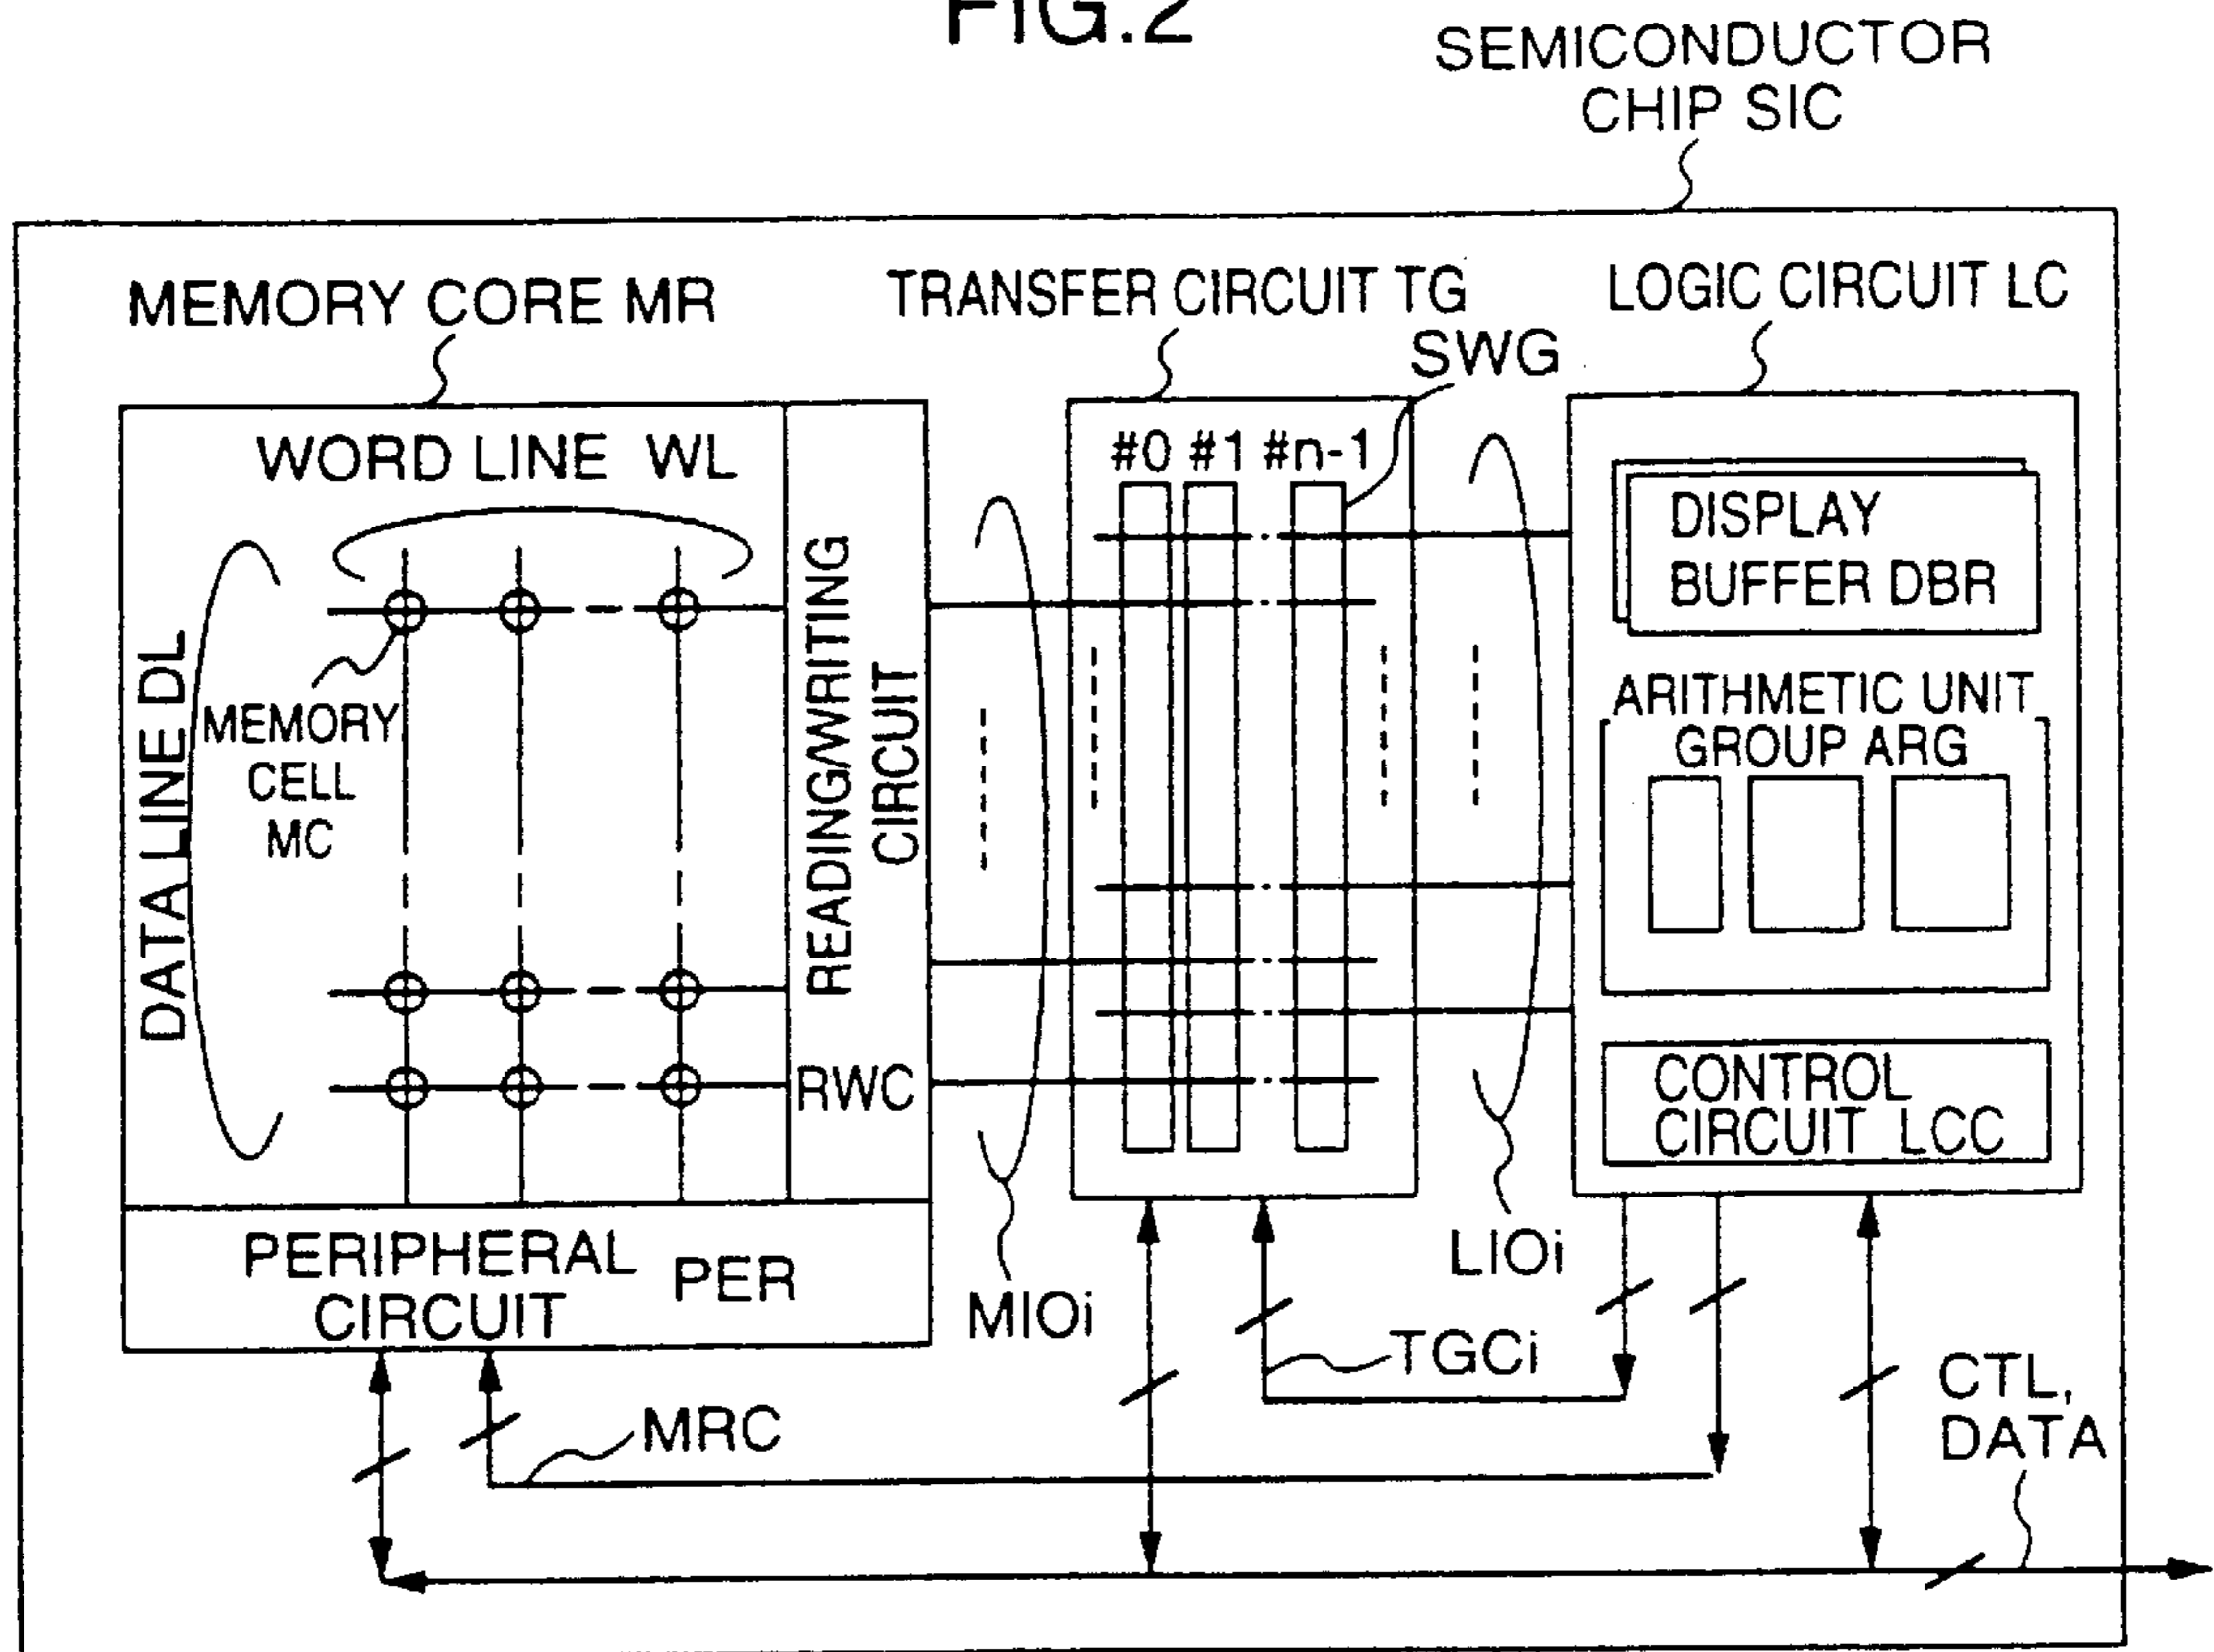 FIG.2
SEMICONDUCTOR
CHIP SIC
MEMORY CORE MR
TRANSFER CIRCUIT TG
LOGIC CIRCUIT LC
SWG
WORD LINE WL
#0 #1 #n-1
DISPLAY
BUFFER DBR
DATA LINE DL
MEMORY
CELL
MC
READING/WRITING
CIRCUIT
RWC
ARITHMETIC UNIT
GROUP ARG
CONTROL
CIRCUIT LCC
PERIPHERAL
CIRCUIT
PER
MIOi
LIOi
TGCi
MRC
CTL,
DATA